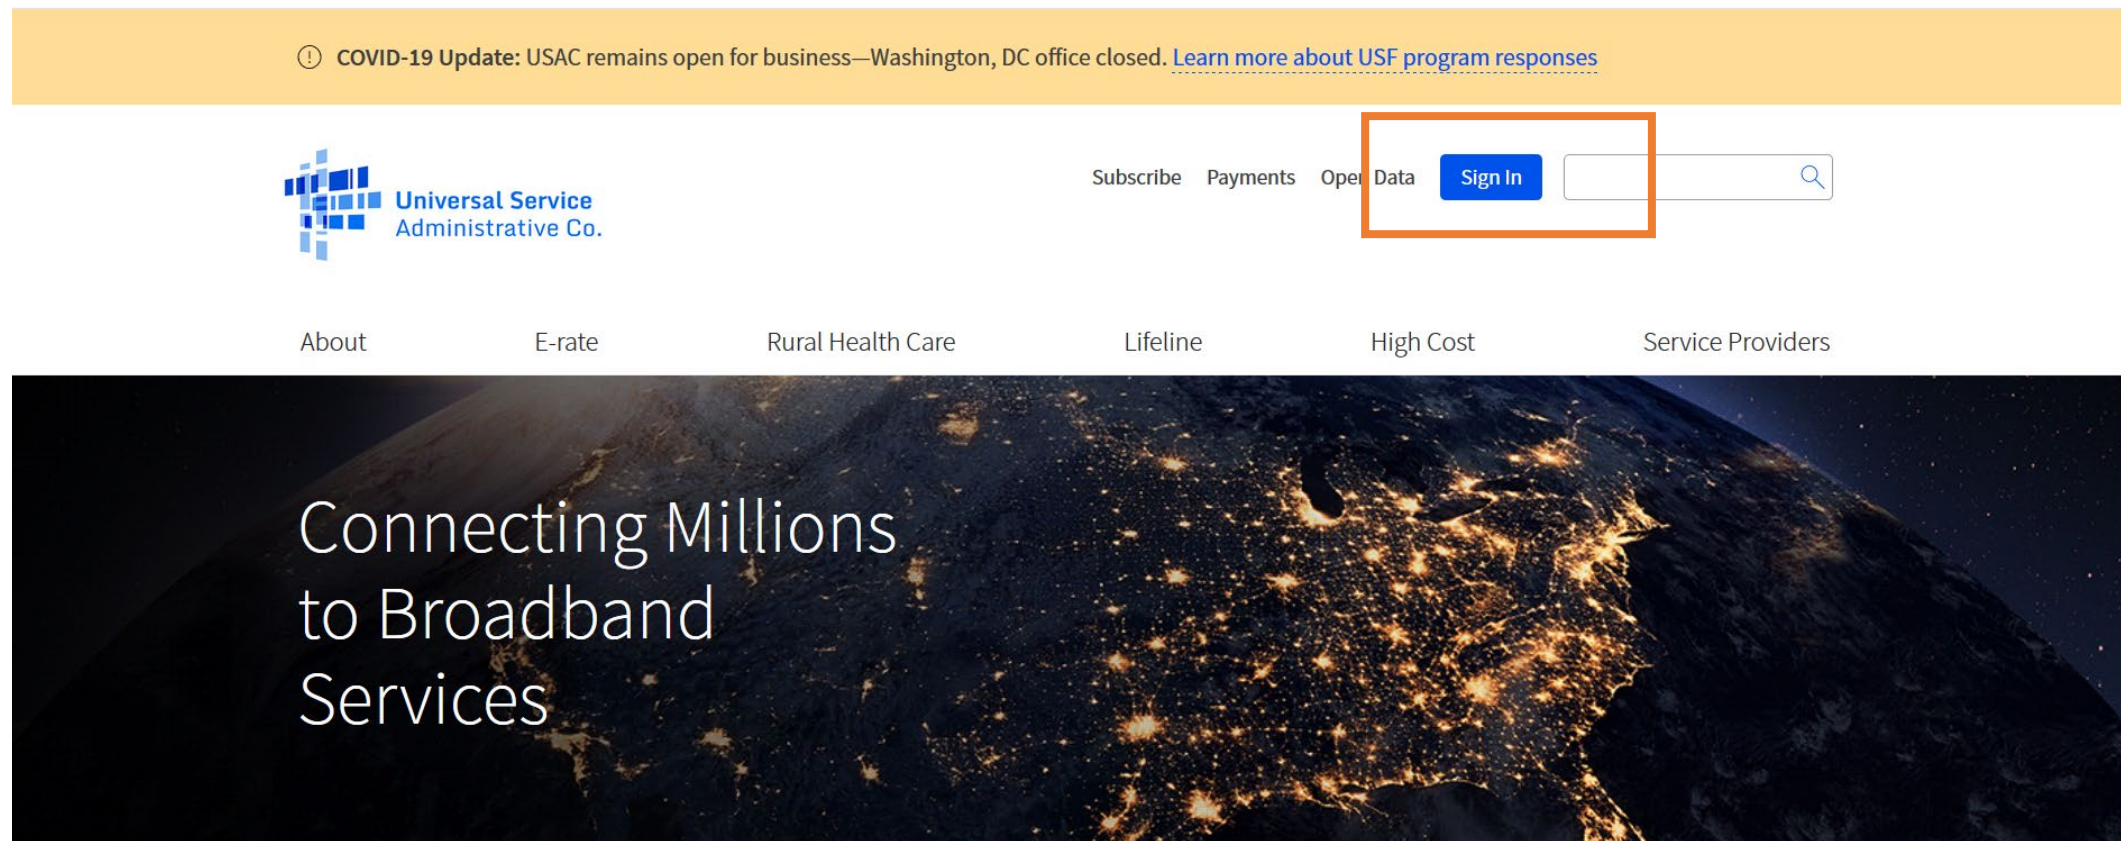 COVID-19 Update: USAC remains open for business—Washington, DC office closed. Learn more about USF program responses
Universal Service
Administrative Co.
Subscribe Payments Open Data Sign In
About E-rate Rural Health Care Lifeline High Cost Service Providers
Connecting Millions
to Broadband
Services